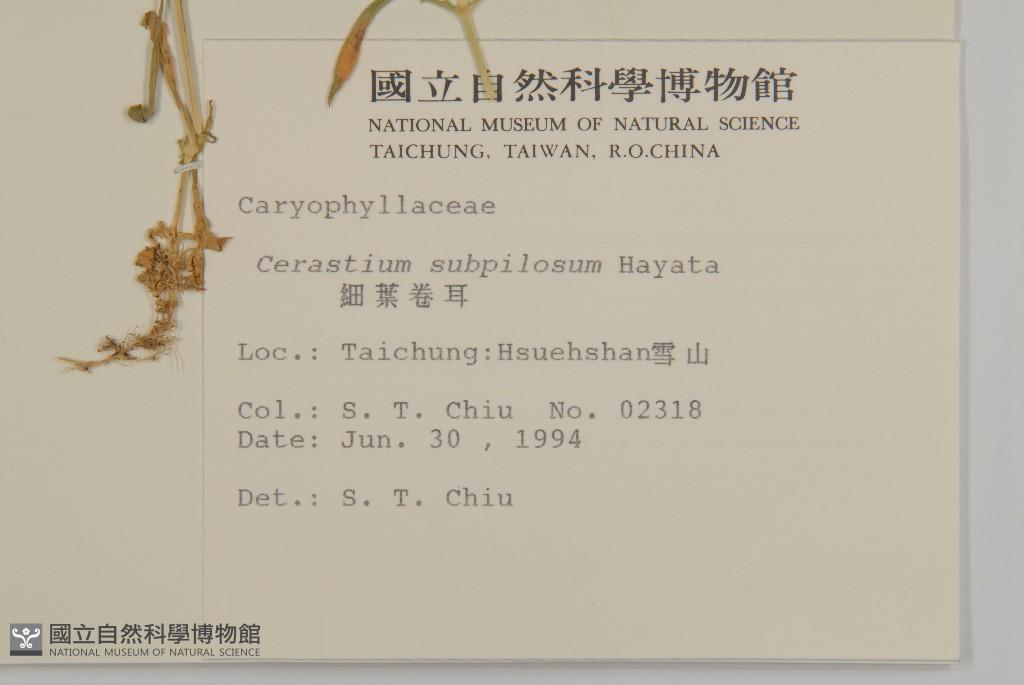 國立自然科學博物館
NATIONAL MUSEUM OF NATURAL SCIENCE
TAICHUNG, TAIWAN, R.O.CHINA
Caryophyllaceae
Cerastium subpilosum Hayata
細葉卷耳
Loc.: Taichung:Hsuehshan雪山
Col.: S. T. Chiu No. 02318
Date: Jun. 30 , 1994
Det.: S. T. Chiu
國立自然科學博物館
NATIONAL MUSEUM OF NATURAL SCIENCE